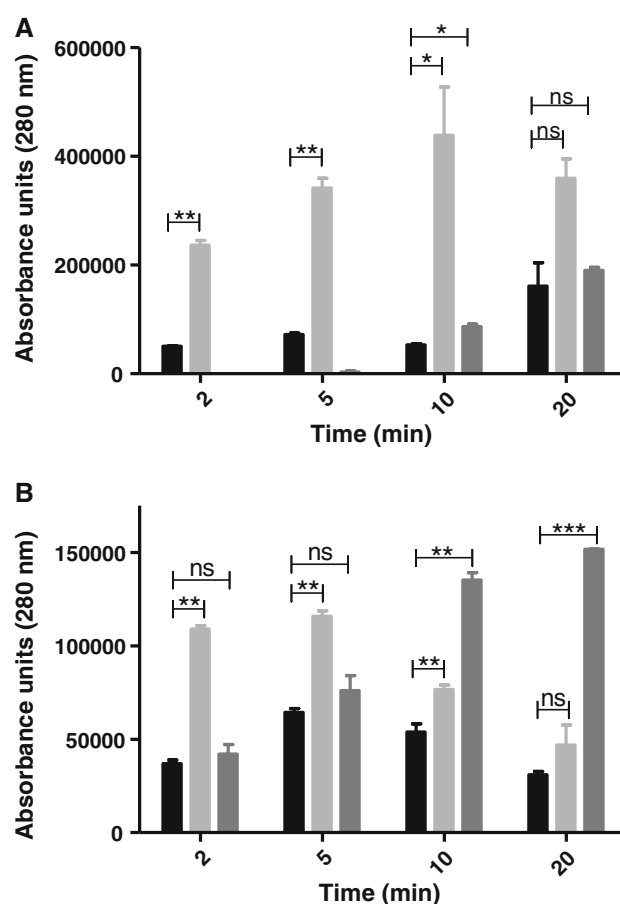 A
Absorbance units (280 nm)
600000
400000
200000
0
**
**
*
*
ns
ns
2
5
10
20
Time (min)
B
Absorbance units (280 nm)
150000
100000
50000
0
ns
**
ns
**
**
**
***
ns
2
5
10
20
Time (min)